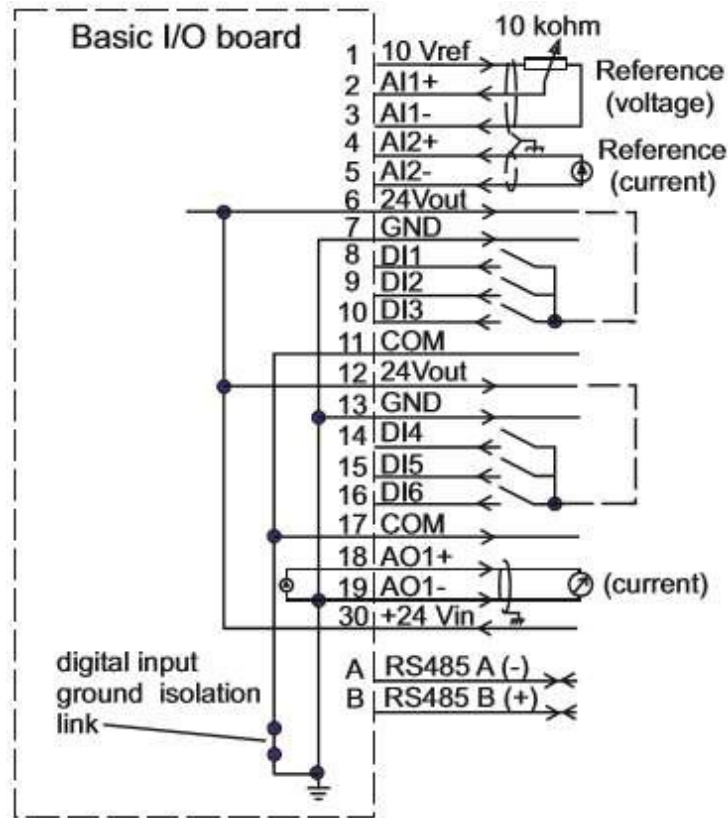 Basic I/O board
10 kohm
1 10 Vref
2 AI1+
3 AI1-
Reference
(voltage)
4 AI2+
5 AI2-
Reference
(current)
6 24Vout
7 GND
8 DI1
9 DI2
10 DI3
11 COM
12 24Vout
13 GND
14 DI4
15 DI5
16 DI6
17 COM
18 AO1+
19 AO1-
(current)
30 +24 Vin
A RS485 A (-)
B RS485 B (+)
digital input
ground isolation
link